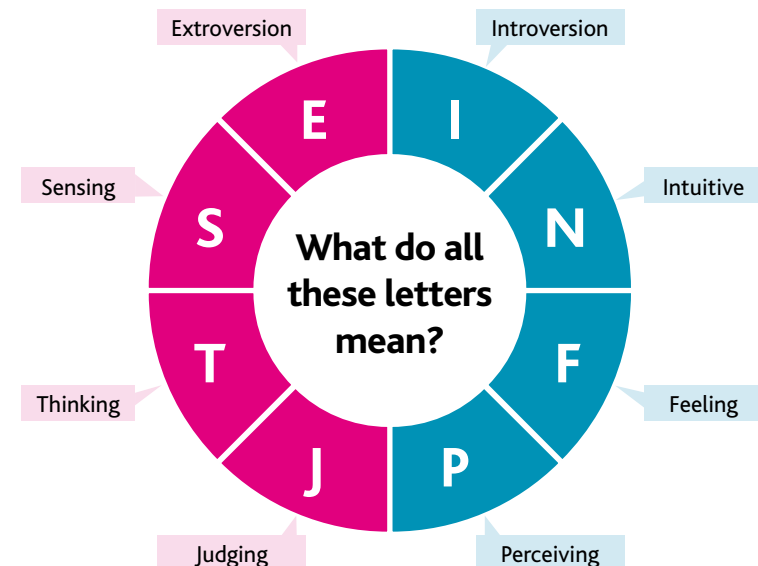 Extroversion
Introversion
E
I
Sensing
Intuitive
S
N
What do all
these letters
mean?
T
F
Thinking
Feeling
J
P
Judging
Perceiving